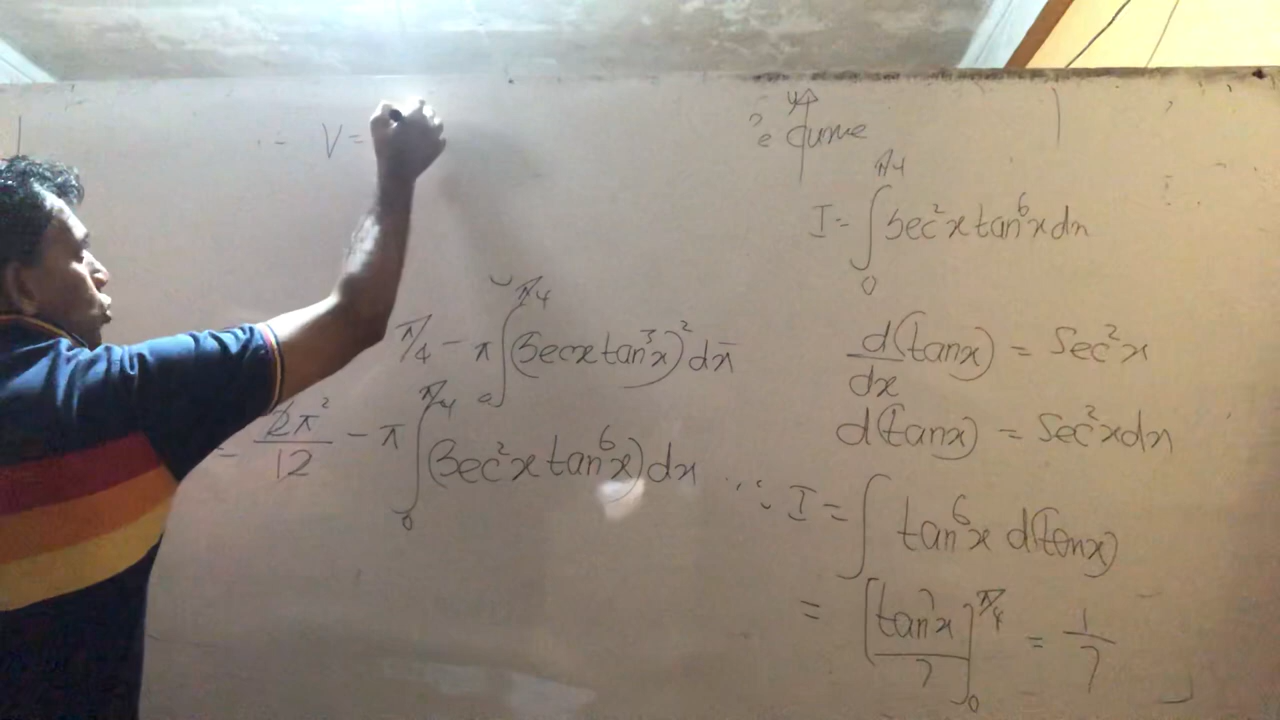 V =
y
e curve
I = ∫₀^{π/4} sec²x tan⁶x dx
π/4 − π ∫₀^{π/4} (secx tan³x)² dx
= 2π²/12 − π ∫₀^{π/4} (sec²x tan⁶x) dx
d(tanx)/dx = sec²x
d(tanx) = sec²x dx
∴ I = ∫ tan⁶x d(tanx)
= [tan⁷x/7]₀^{π/4} = 1/7